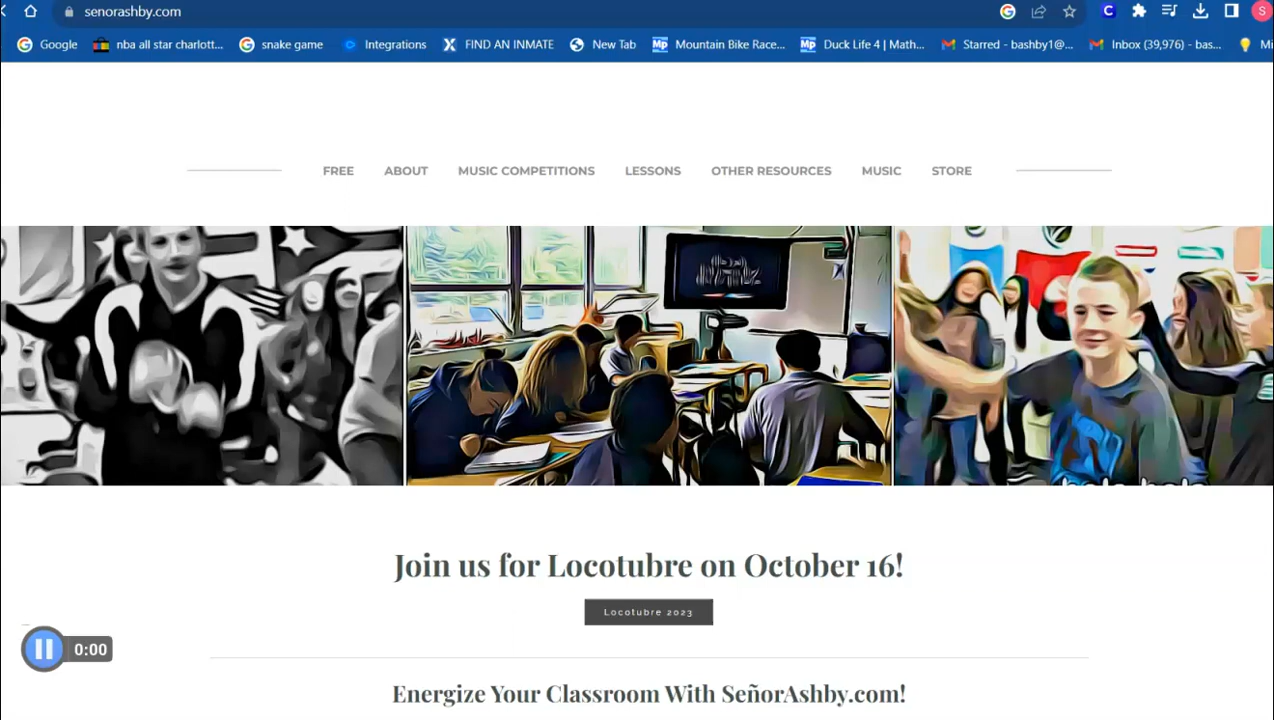 senorashby.com
Google nba all star charlott... snake game Integrations FIND AN INMATE New Tab Mountain Bike Race... Duck Life 4 | Math... Starred - bashby1@... Inbox (39,976) - bas... Mi
FREE ABOUT MUSIC COMPETITIONS LESSONS OTHER RESOURCES MUSIC STORE
Join us for Locotubre on October 16!
Locotubre 2023
0:00
Energize Your Classroom With SeñorAshby.com!